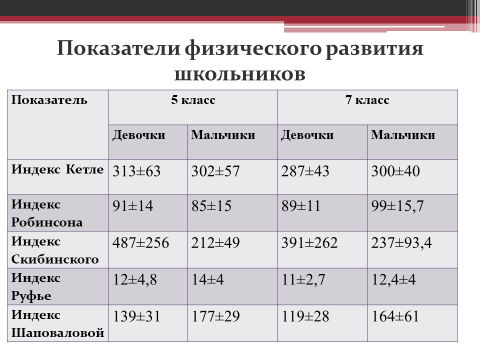 Показатели физического развития
школьников
Показатель 5 класс 7 класс
Девочки Мальчики Девочки Мальчики
Индекс Кетле 313±63 302±57 287±43 300±40
Индекс
Робинсона 91±14 85±15 89±11 99±15,7
Индекс
Скибинского 487±256 212±49 391±262 237±93,4
Индекс
Руфье 12±4,8 14±4 11±2,7 12,4±4
Индекс
Шаповаловой 139±31 177±29 119±28 164±61